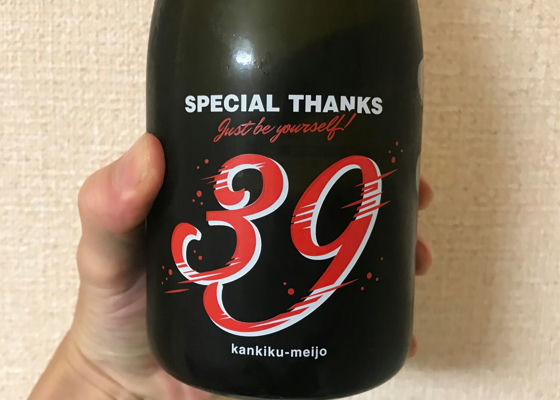 SPECIAL THANKS
Just be yourself!
39
kankiku-meijo